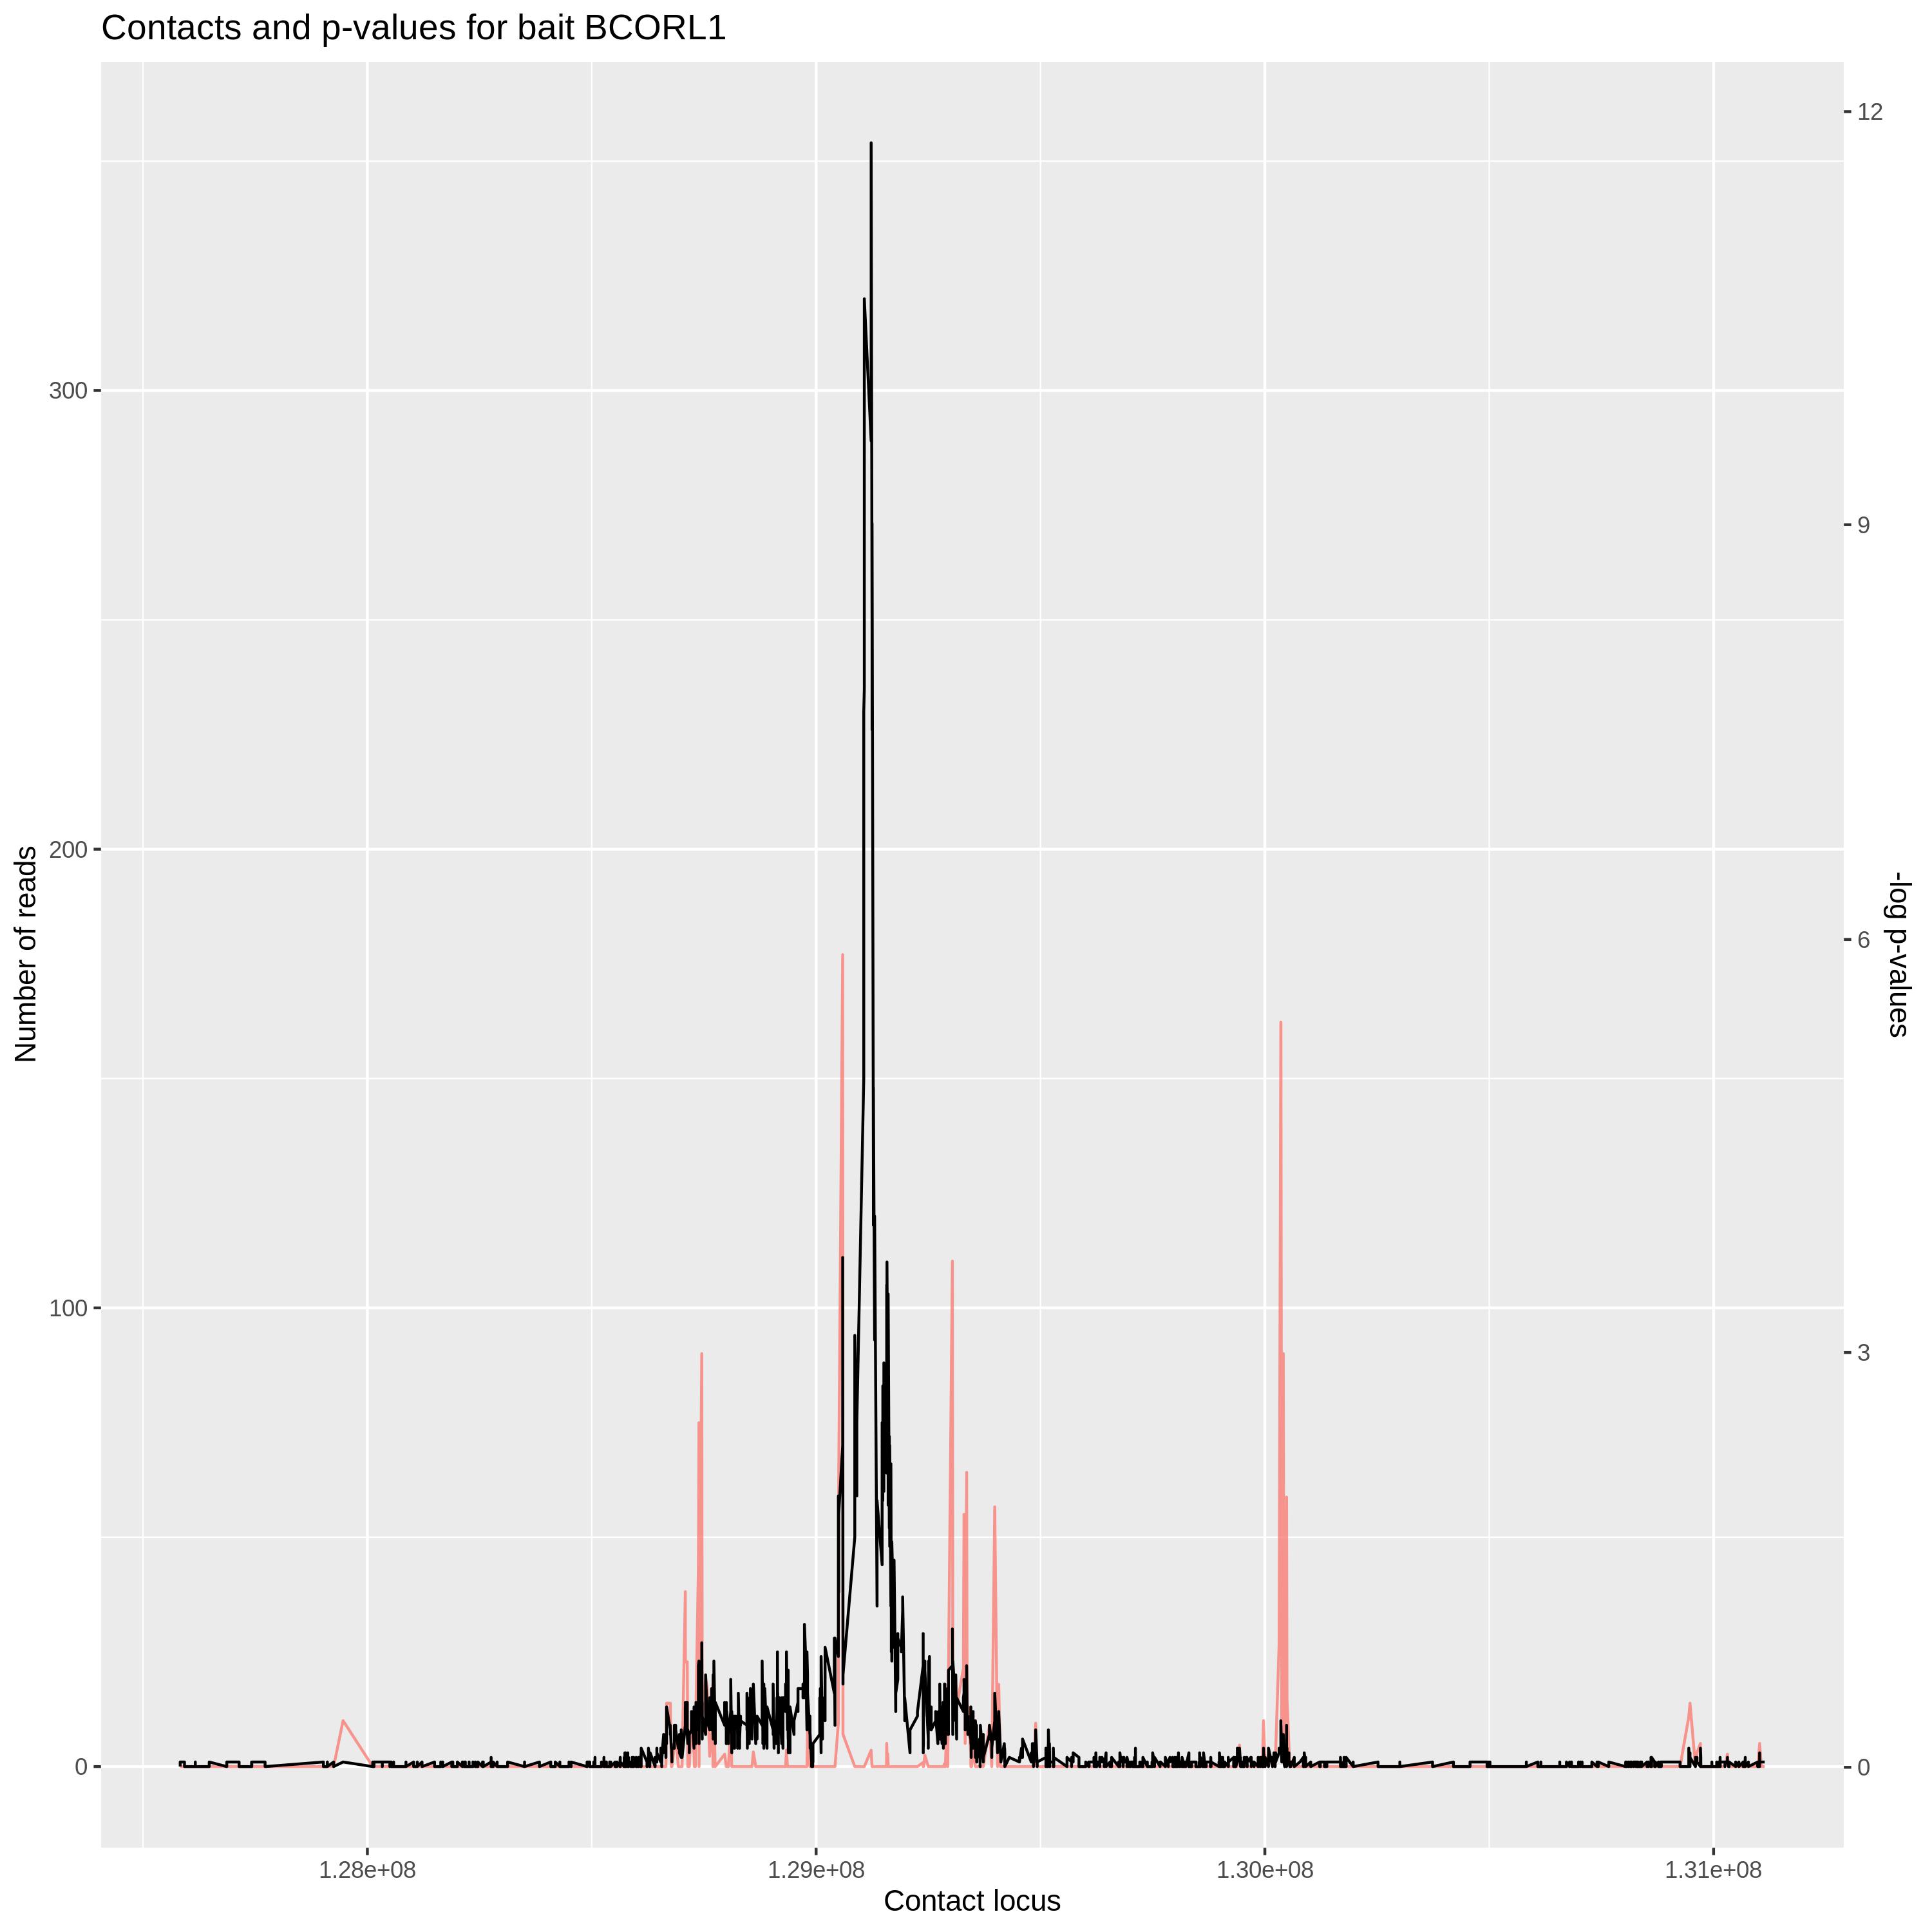 Contacts and p-values for bait BCORL1
12
300
9
200
Number of reads
-log p-values
6
100
3
0
0
1.28e+08
1.29e+08
1.30e+08
1.31e+08
Contact locus